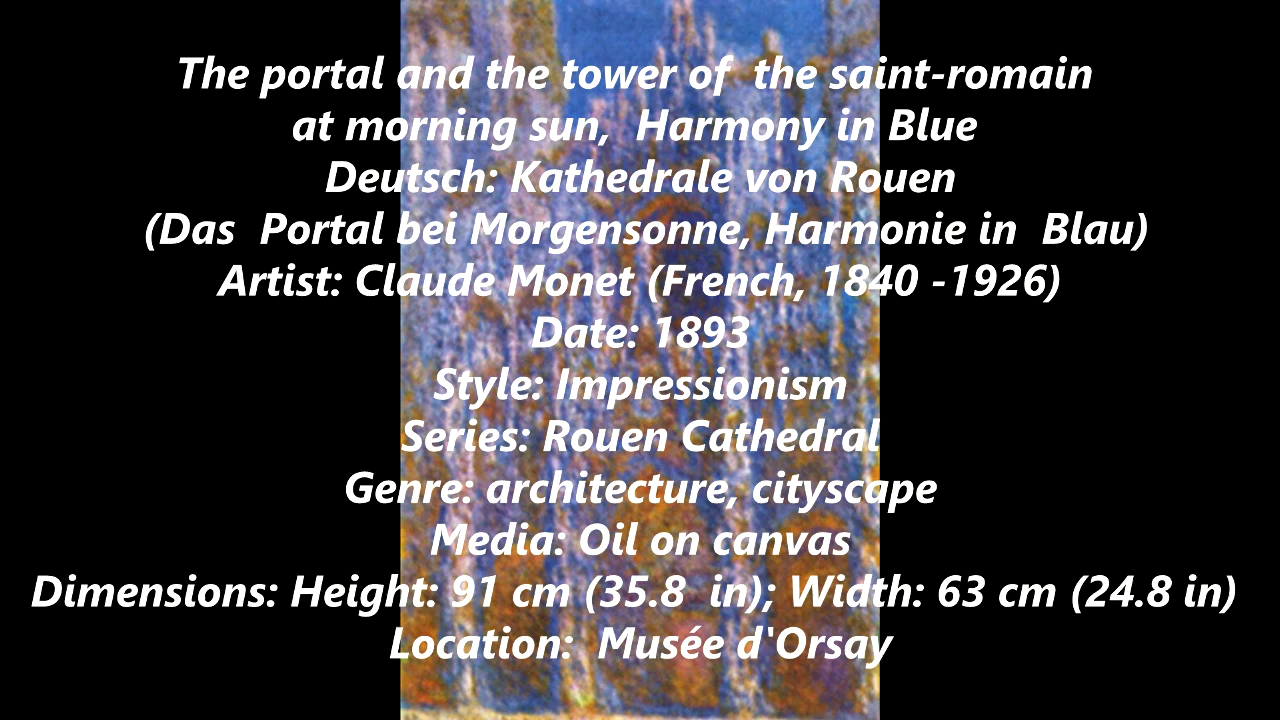 The portal and the tower of  the saint-romain
at morning sun,  Harmony in Blue
Deutsch: Kathedrale von Rouen
(Das  Portal bei Morgensonne, Harmonie in  Blau)
Artist: Claude Monet (French, 1840 -1926)
Date: 1893
Style: Impressionism
Series: Rouen Cathedral
Genre: architecture, cityscape
Media: Oil on canvas
Dimensions: Height: 91 cm (35.8  in); Width: 63 cm (24.8 in)
Location:  Musée d'Orsay